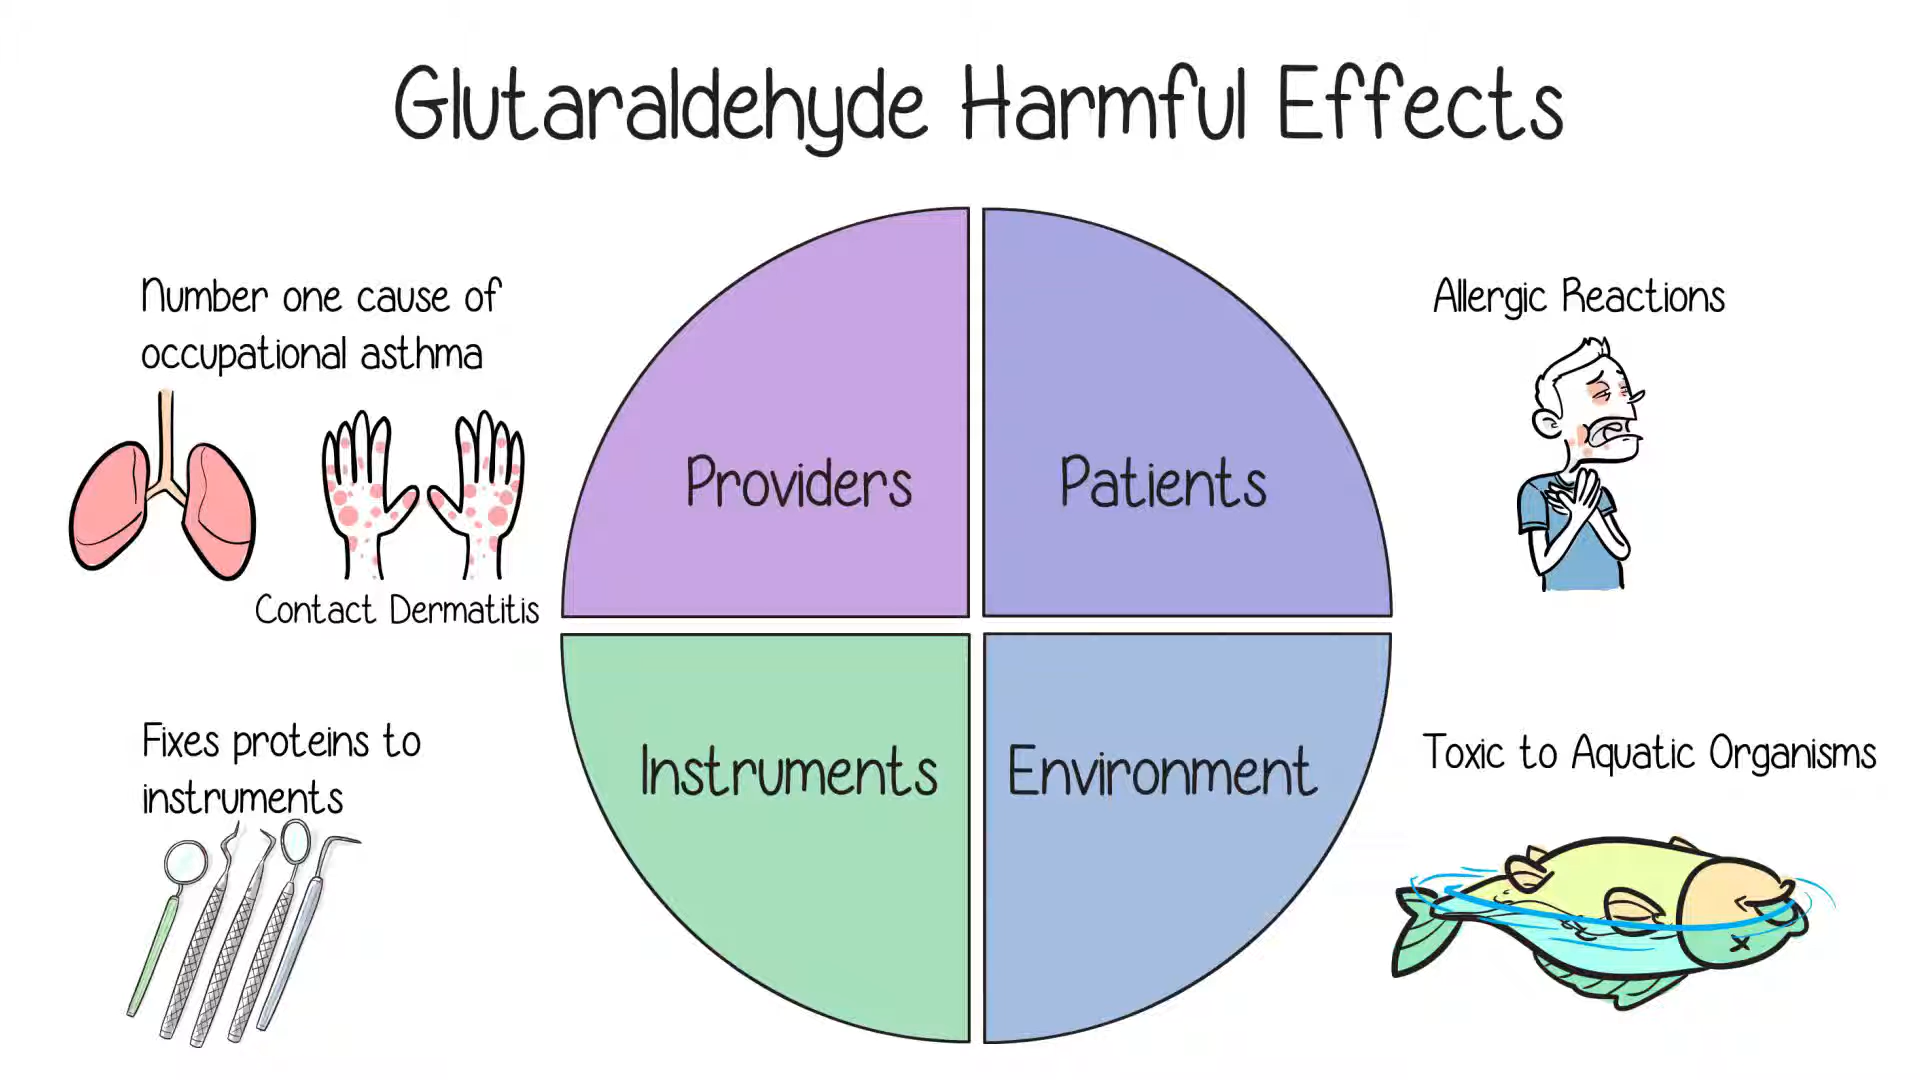 Glutaraldehyde Harmful Effects
Number one cause of
occupational asthma
Contact Dermatitis
Providers
Patients
Allergic Reactions
Fixes proteins to
instruments
Instruments
Environment
Toxic to Aquatic Organisms